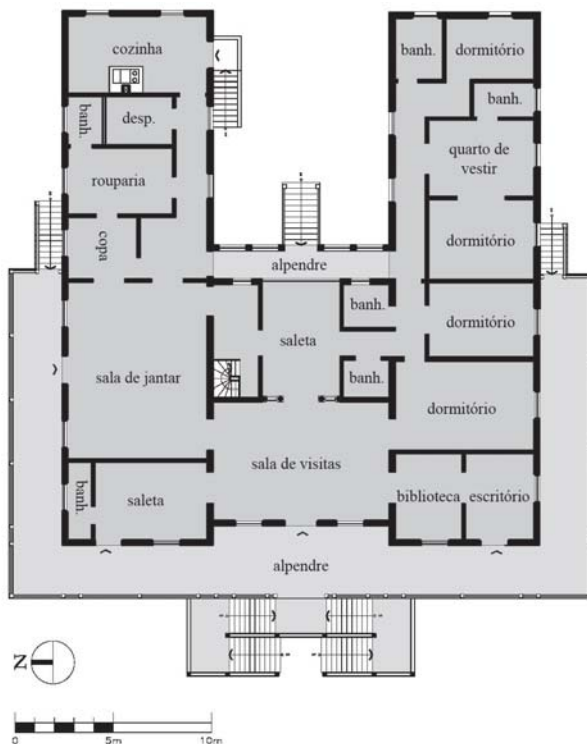 cozinha
banh.
dormitório
banh.
desp.
banh.
rouparia
quarto de
vestir
copa
dormitório
alpendre
banh.
saleta
dormitório
sala de jantar
banh.
dormitório
banh.
saleta
sala de visitas
biblioteca
escritório
alpendre
N
0 5m 10m